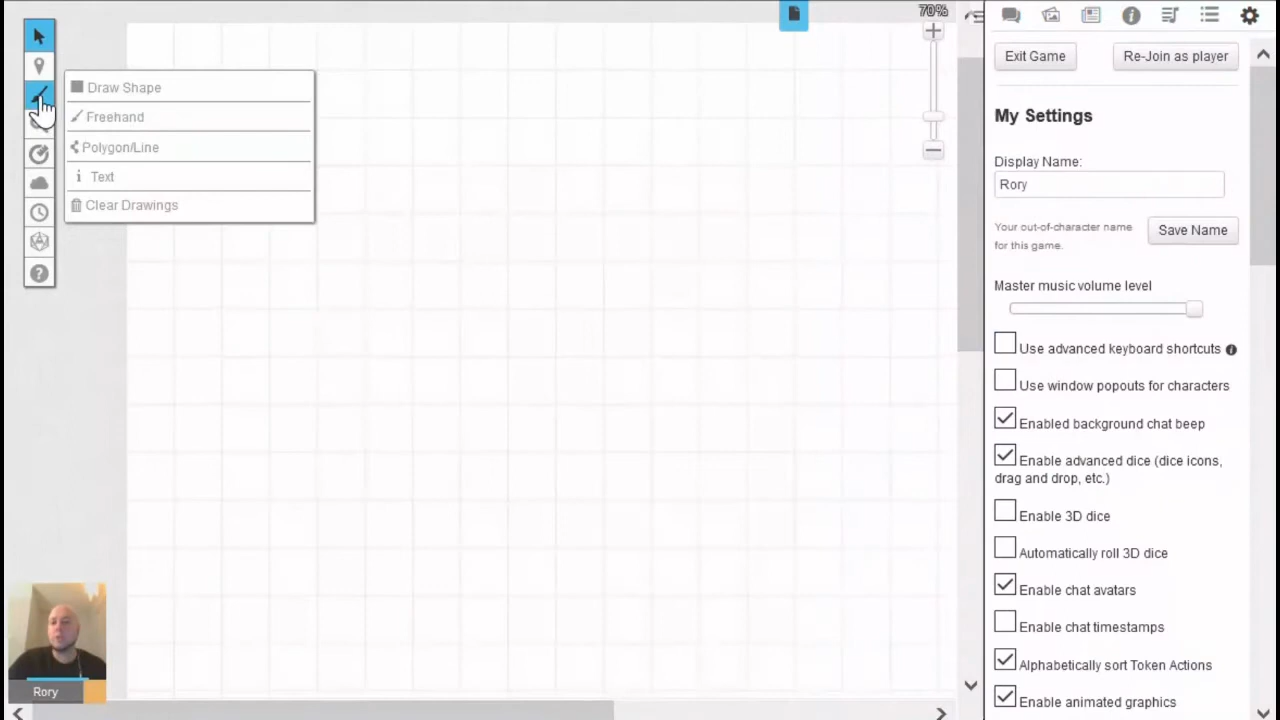 70%
Draw Shape
Freehand
Polygon/Line
Text
Clear Drawings
Rory
Exit Game
Re-Join as player
My Settings
Display Name:
Rory
Your out-of-character name
for this game.
Save Name
Master music volume level
Use advanced keyboard shortcuts
Use window popouts for characters
Enabled background chat beep
Enable advanced dice (dice icons,
drag and drop, etc.)
Enable 3D dice
Automatically roll 3D dice
Enable chat avatars
Enable chat timestamps
Alphabetically sort Token Actions
Enable animated graphics